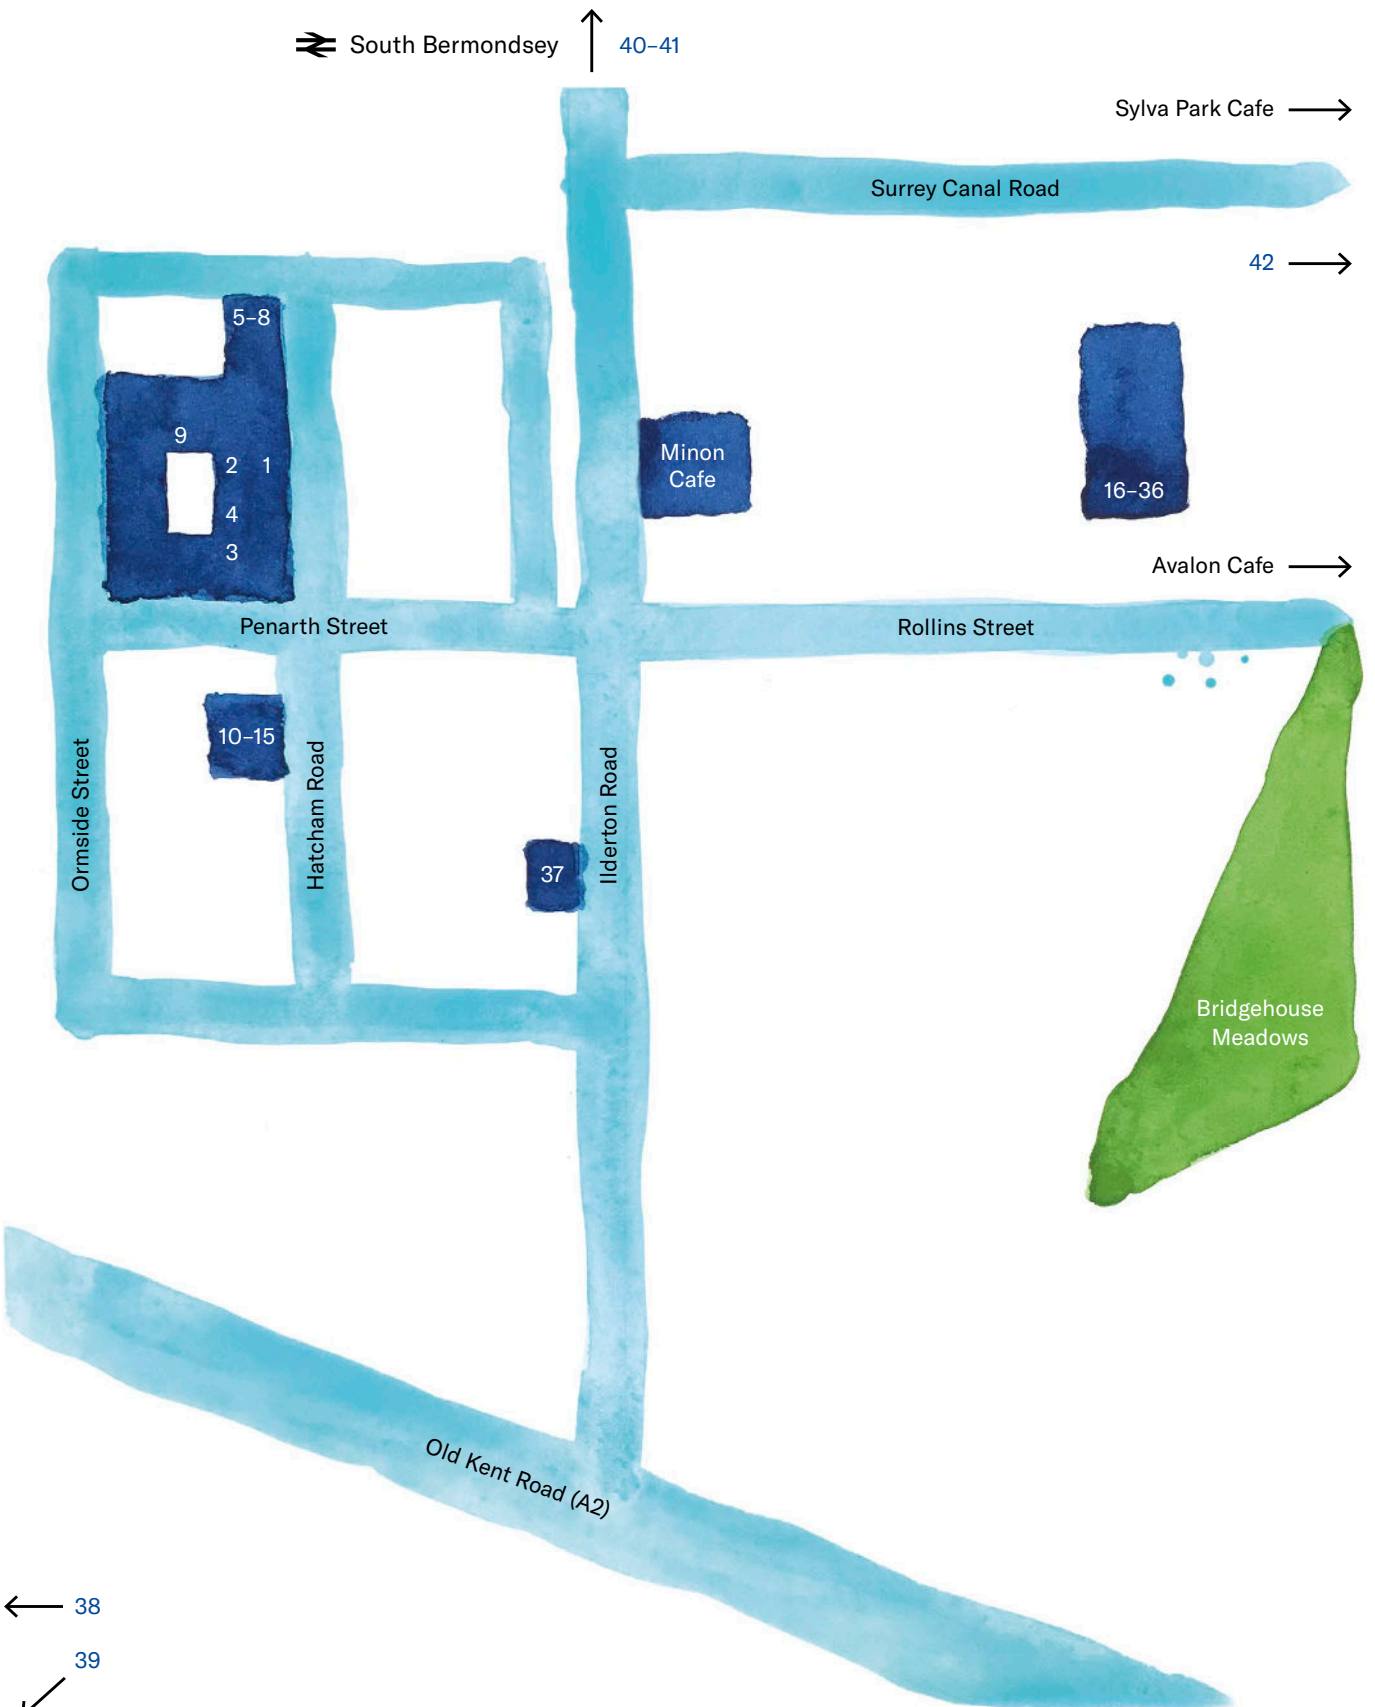 South Bermondsey
40–41
Sylva Park Cafe
Surrey Canal Road
42
5–8
9
2
1
4
3
Minon
Cafe
16–36
Avalon Cafe
Penarth Street
Rollins Street
10–15
Ormside Street
Hatcham Road
Ilderton Road
37
Bridgehouse
Meadows
Old Kent Road (A2)
38
39